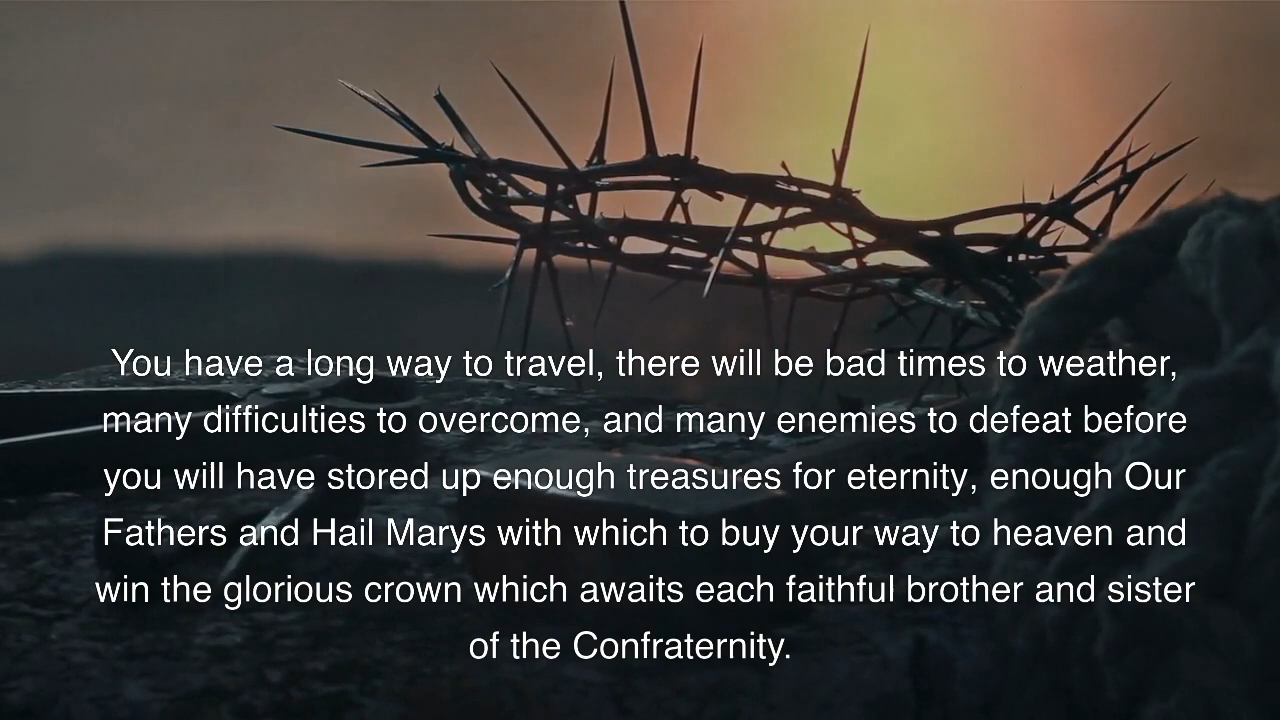 You have a long way to travel, there will be bad times to weather,
many difficulties to overcome, and many enemies to defeat before
you will have stored up enough treasures for eternity, enough Our
Fathers and Hail Marys with which to buy your way to heaven and
win the glorious crown which awaits each faithful brother and sister
of the Confraternity.